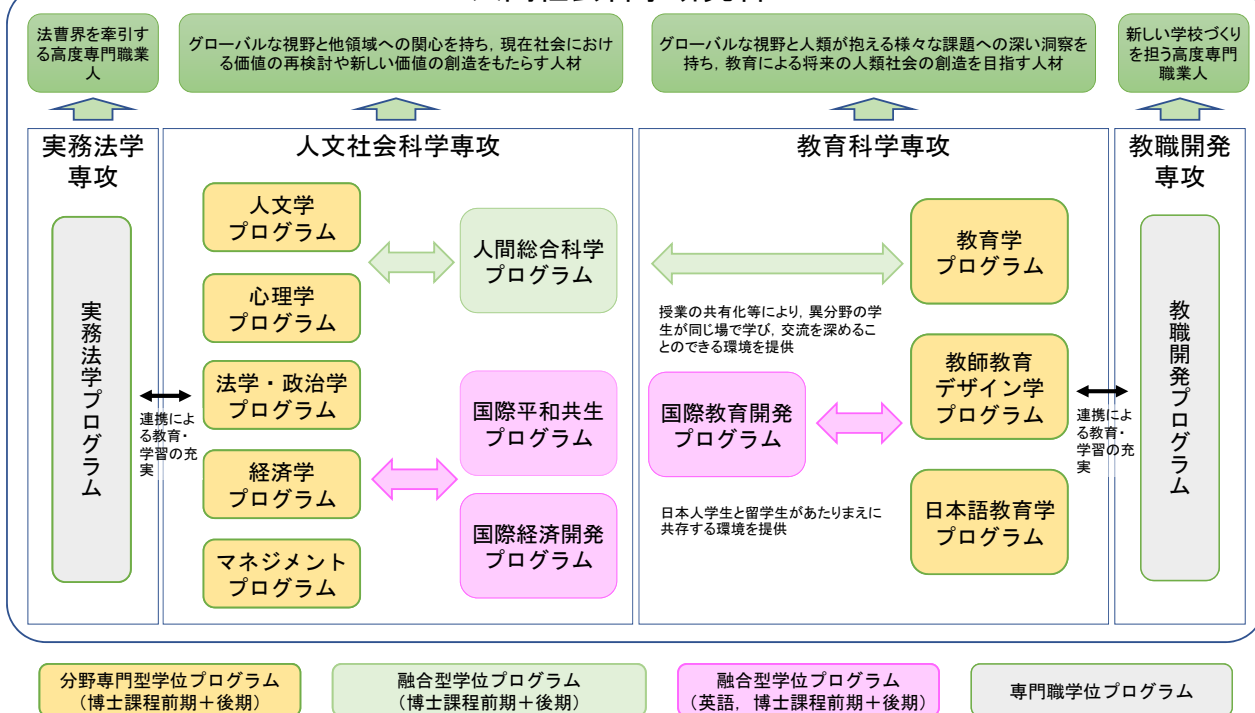 法曹界を牽引す
る高度専門職業
人
グローバルな視野と他領域への関心を持ち，現在社会におけ
る価値の再検討や新しい価値の創造をもたらす人材
グローバルな視野と人類が抱える様々な課題への深い洞察を
持ち，教育による将来の人類社会の創造を目指す人材
新しい学校づくり
を担う高度専門
職業人
実務法学
専攻
人文社会科学専攻
教育科学専攻
教職開発
専攻
実務法学プログラム
連携によ
る教育・
学習の充
実
人文学
プログラム
心理学
プログラム
法学・政治学
プログラム
経済学
プログラム
マネジメント
プログラム
人間総合科学
プログラム
国際平和共生
プログラム
国際経済開発
プログラム
授業の共有化等により，異分野の学
生が同じ場で学び，交流を深めるこ
とのできる環境を提供
国際教育開発
プログラム
日本人学生と留学生があたりまえに
共存する環境を提供
教育学
プログラム
教師教育
デザイン学
プログラム
日本語教育学
プログラム
連携によ
る教育・
学習の充
実
教職開発プログラム
分野専門型学位プログラム
（博士課程前期＋後期）
融合型学位プログラム
（博士課程前期＋後期）
融合型学位プログラム
（英語，博士課程前期＋後期）
専門職学位プログラム